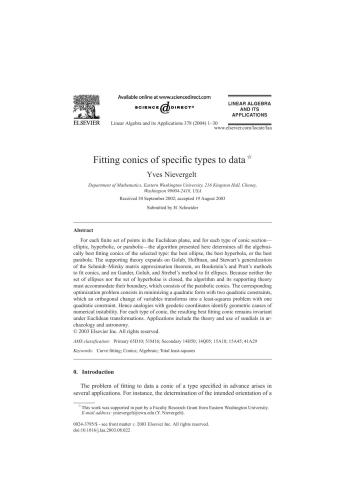 Available online at www.sciencedirect.com
SCIENCE DIRECT®
LINEAR ALGEBRA
AND ITS
APPLICATIONS
ELSEVIER
Linear Algebra and its Applications 378 (2004) 1–30
www.elsevier.com/locate/laa
Fitting conics of specific types to data ☆
Yves Nievergelt
Department of Mathematics, Eastern Washington University, 216 Kingston Hall, Cheney,
Washington 99004-2418, USA
Received 30 September 2002; accepted 19 August 2003
Submitted by H. Schneider
Abstract
For each finite set of points in the Euclidean plane, and for each type of conic section—
elliptic, hyperbolic, or parabolic—the algorithm presented here determines all the algebrai-
cally best fitting conics of the selected type: the best ellipse, the best hyperbola, or the best
parabola. The supporting theory expands on Golub, Hoffman, and Stewart's generalization
of the Schmidt–Mirsky matrix approximation theorem, on Bookstein's and Pratt's methods
to fit conics, and on Gander, Golub, and Strebel's method to fit ellipses. Because neither the
set of ellipses nor the set of hyperbolae is closed, the algorithm and its supporting theory
must accommodate their boundary, which consists of the parabolic conics. The corresponding
optimization problem consists in minimizing a quadratic form with two quadratic constraints,
which an orthogonal change of variables transforms into a least-squares problem with one
quadratic constraint. Hence analogies with geodetic coordinates identify geometric causes of
numerical instability. For each type of conic, the resulting best fitting conic remains invariant
under Euclidean transformations. Applications include the theory and use of sundials in ar-
chaeology and astronomy.
© 2003 Elsevier Inc. All rights reserved.
AMS classification: Primary 65D10; 51M16; Secondary 14H50; 14Q05; 15A18; 15A45; 41A29
Keywords: Curve fitting; Conics; Algebraic; Total least-squares
0. Introduction
The problem of fitting to data a conic of a type specified in advance arises in
several applications. For instance, the determination of the intended orientation of a
☆ This work was supported in part by a Faculty Research Grant from Eastern Washington University.
E-mail address: ynievergelt@ewu.edu (Y. Nievergelt).
0024-3795/$ - see front matter © 2003 Elsevier Inc. All rights reserved.
doi:10.1016/j.laa.2003.08.022